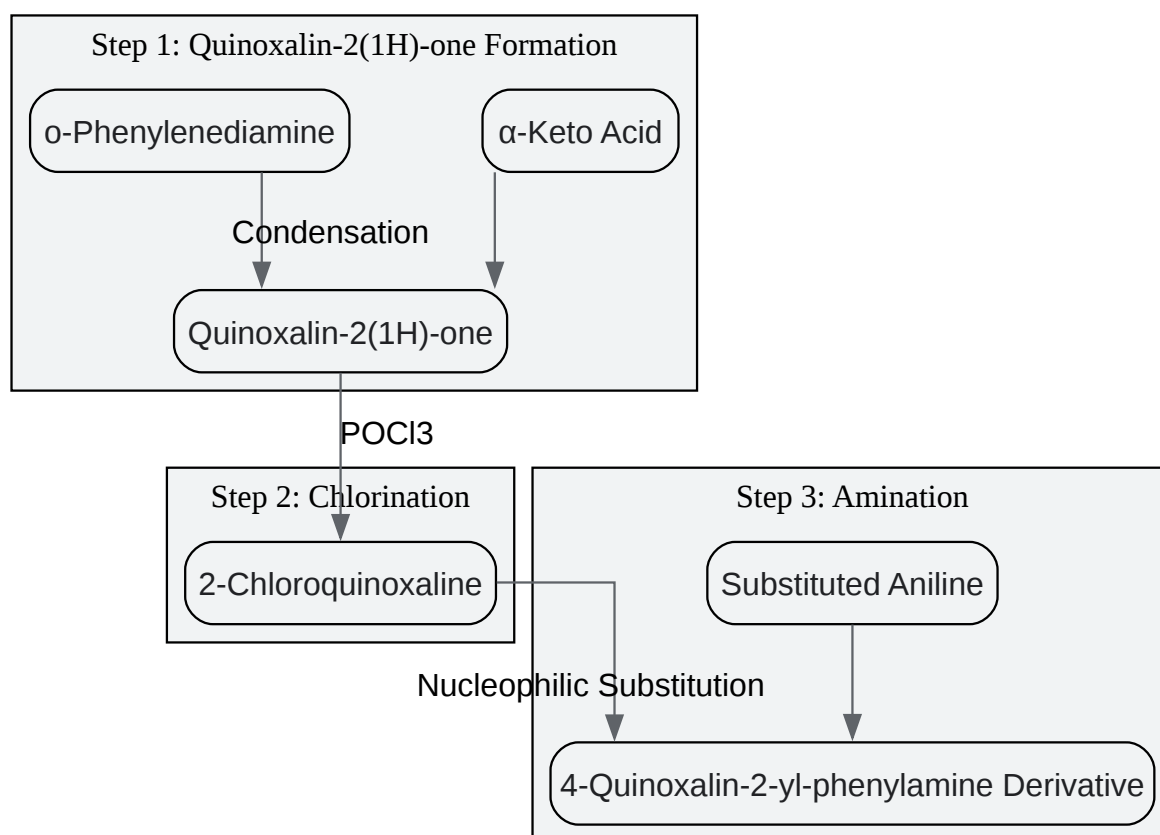 Step 1: Quinoxalin-2(1H)-one Formation
o-Phenylenediamine
α-Keto Acid
Condensation
Quinoxalin-2(1H)-one
POCl3
Step 2: Chlorination
2-Chloroquinoxaline
Step 3: Amination
Substituted Aniline
Nucleophilic Substitution
4-Quinoxalin-2-yl-phenylamine Derivative